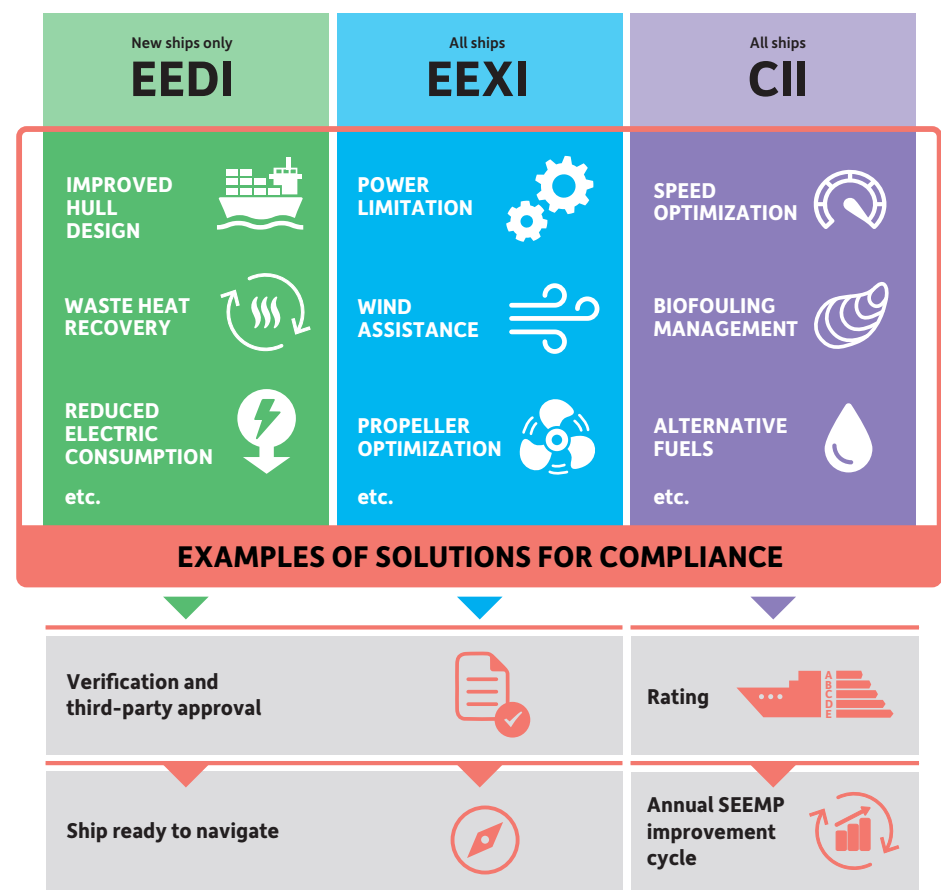 New ships only
EEDI
All ships
EEXI
All ships
CII
IMPROVED
HULL
DESIGN
WASTE HEAT
RECOVERY
REDUCED
ELECTRIC
CONSUMPTION
etc.
POWER
LIMITATION
WIND
ASSISTANCE
PROPELLER
OPTIMIZATION
etc.
SPEED
OPTIMIZATION
BIOFOULING
MANAGEMENT
ALTERNATIVE
FUELS
etc.
EXAMPLES OF SOLUTIONS FOR COMPLIANCE
Verification and
third-party approval
Rating
A
B
C
D
E
Ship ready to navigate
Annual SEEMP
improvement
cycle